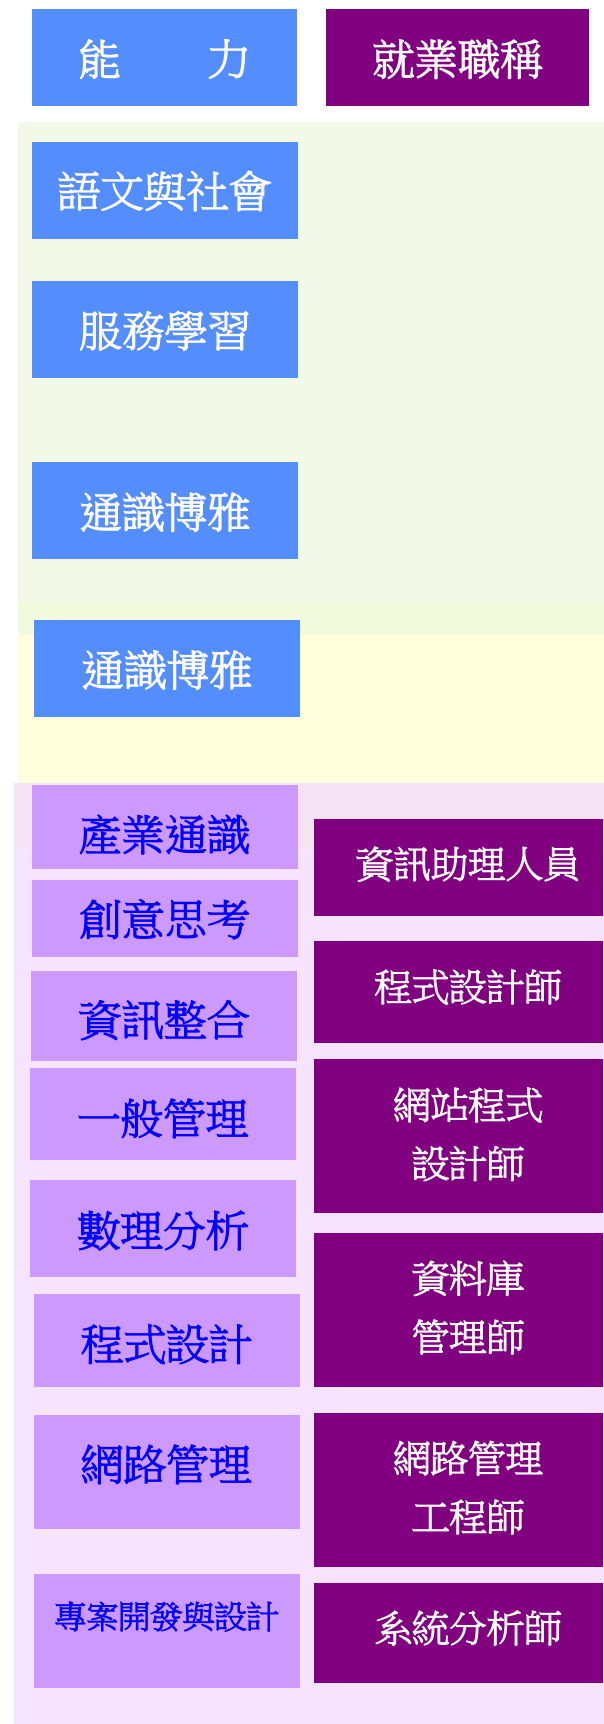 能 力
就業職稱
語文與社會
服務學習
通識博雅
通識博雅
產業通識
創意思考
資訊整合
一般管理
數理分析
程式設計
網路管理
專案開發與設計
資訊助理人員
程式設計師
網站程式
設計師
資料庫
管理師
網路管理
工程師
系統分析師